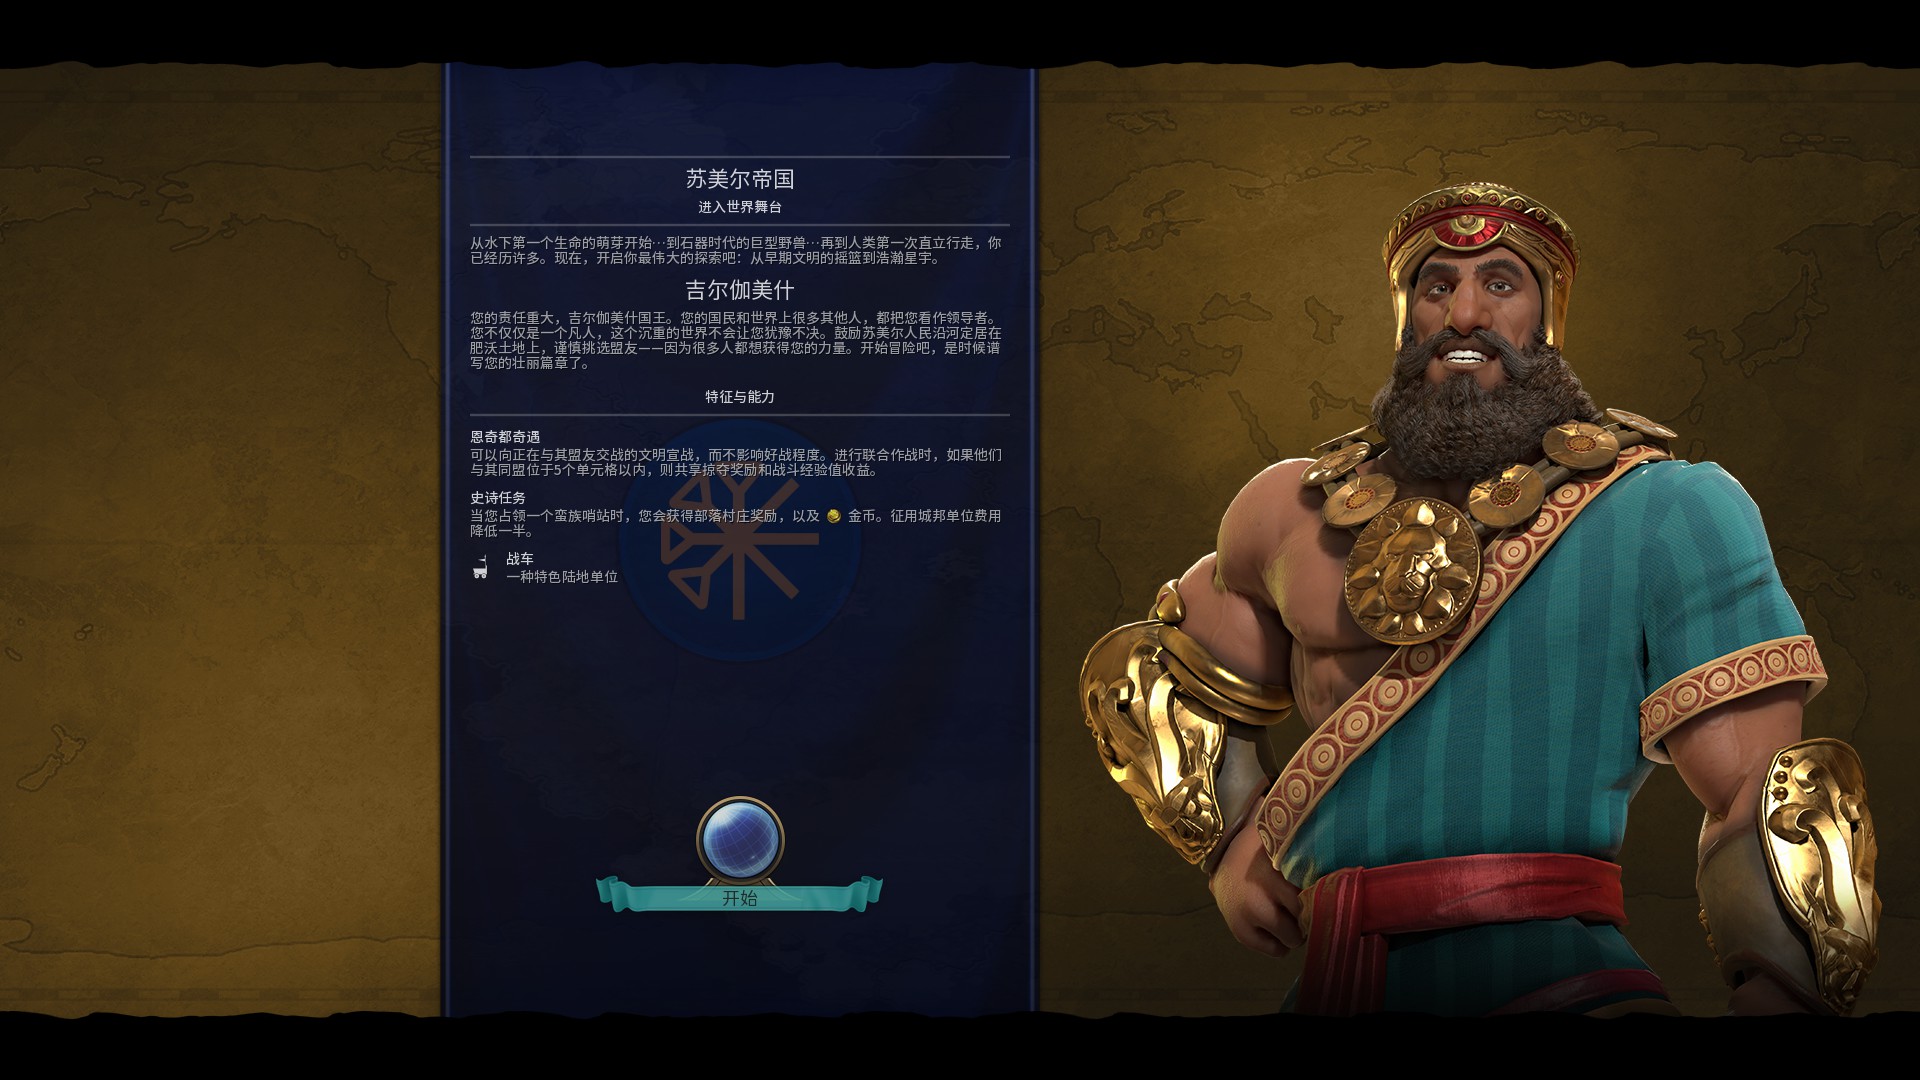 苏美尔帝国
进入世界舞台
从水下第一个生命的萌芽开始…到石器时代的巨型野兽…再到人类第一次直立行走，你
已经历许多。现在，开启你最伟大的探索吧：从早期文明的摇篮到浩瀚星宇。
吉尔伽美什
您的责任重大，吉尔伽美什国王。您的国民和世界上很多其他人，都把您看作领导者。
您不仅仅是一个凡人，这个沉重的世界不会让您犹豫不决。鼓励苏美尔人民沿河定居在
肥沃土地上，谨慎挑选盟友——因为很多人都想获得您的力量。开始冒险吧，是时候谱
写您的壮丽篇章了。
特征与能力
恩奇都奇遇
可以向正在与其盟友交战的文明宣战，而不影响好战程度。进行联合作战时，如果他们
与其同盟位于5个单元格以内，则共享掠夺奖励和战斗经验值收益。
史诗任务
当您占领一个蛮族哨站时，您会获得部落村庄奖励，以及 金币。征用城邦单位费用
降低一半。
战车
一种特色陆地单位
开始